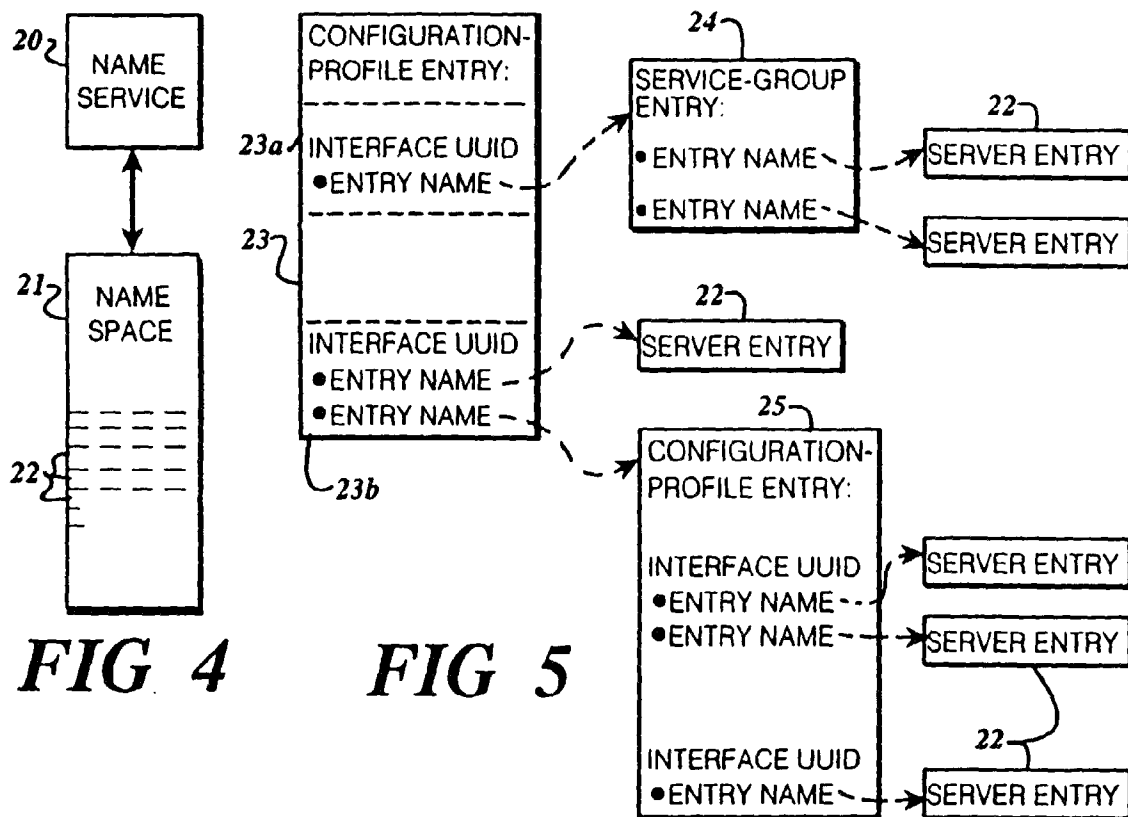 20
NAME
SERVICE
21
NAME
SPACE
22
FIG 4
CONFIGURATION-
PROFILE ENTRY:
23a
INTERFACE UUID
•ENTRY NAME
23
INTERFACE UUID
•ENTRY NAME
•ENTRY NAME
23b
FIG 5
24
SERVICE-GROUP
ENTRY:
•ENTRY NAME
•ENTRY NAME
22
SERVER ENTRY
SERVER ENTRY
22
SERVER ENTRY
25
CONFIGURATION-
PROFILE ENTRY:
INTERFACE UUID
•ENTRY NAME
•ENTRY NAME
INTERFACE UUID
•ENTRY NAME
SERVER ENTRY
SERVER ENTRY
22
SERVER ENTRY